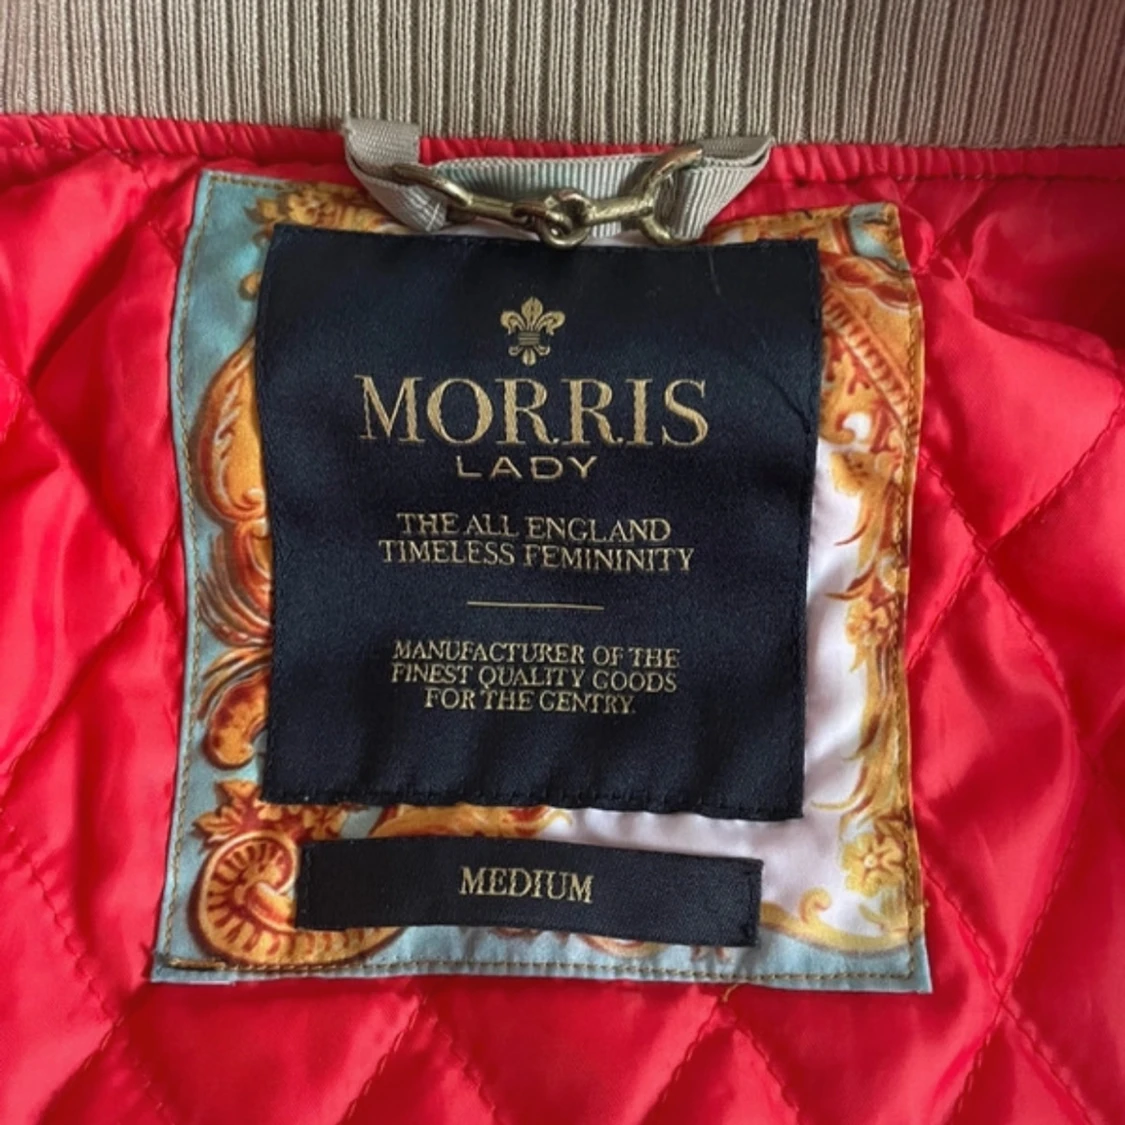 MORRIS
LADY
THE ALL ENGLAND
TIMELESS FEMININITY
MANUFACTURER OF THE
FINEST QUALITY GOODS
FOR THE GENTRY.
MEDIUM